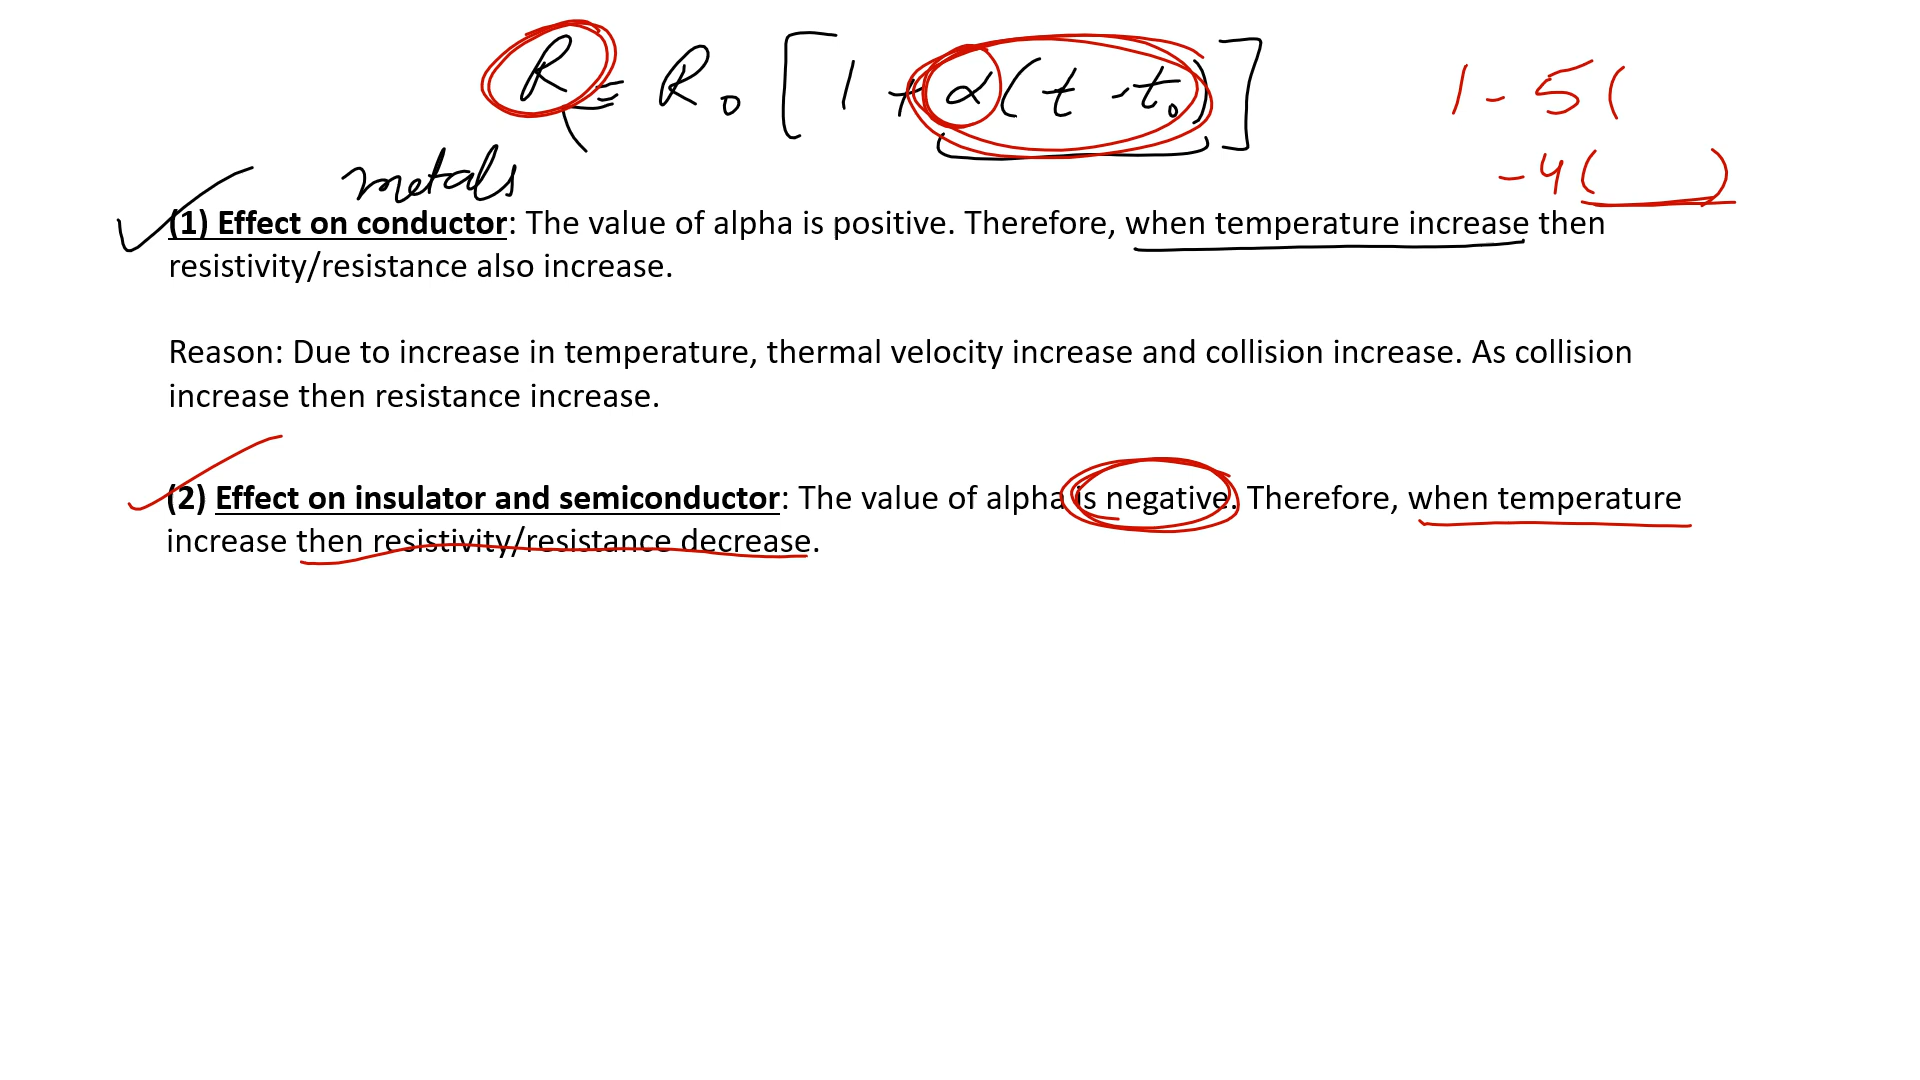 R = R₀ [1 + α(t - t₀)]
1 - 5(
- 4( )
metals
(1) Effect on conductor: The value of alpha is positive. Therefore, when temperature increase then
resistivity/resistance also increase.
Reason: Due to increase in temperature, thermal velocity increase and collision increase. As collision
increase then resistance increase.
(2) Effect on insulator and semiconductor: The value of alpha is negative. Therefore, when temperature
increase then resistivity/resistance decrease.